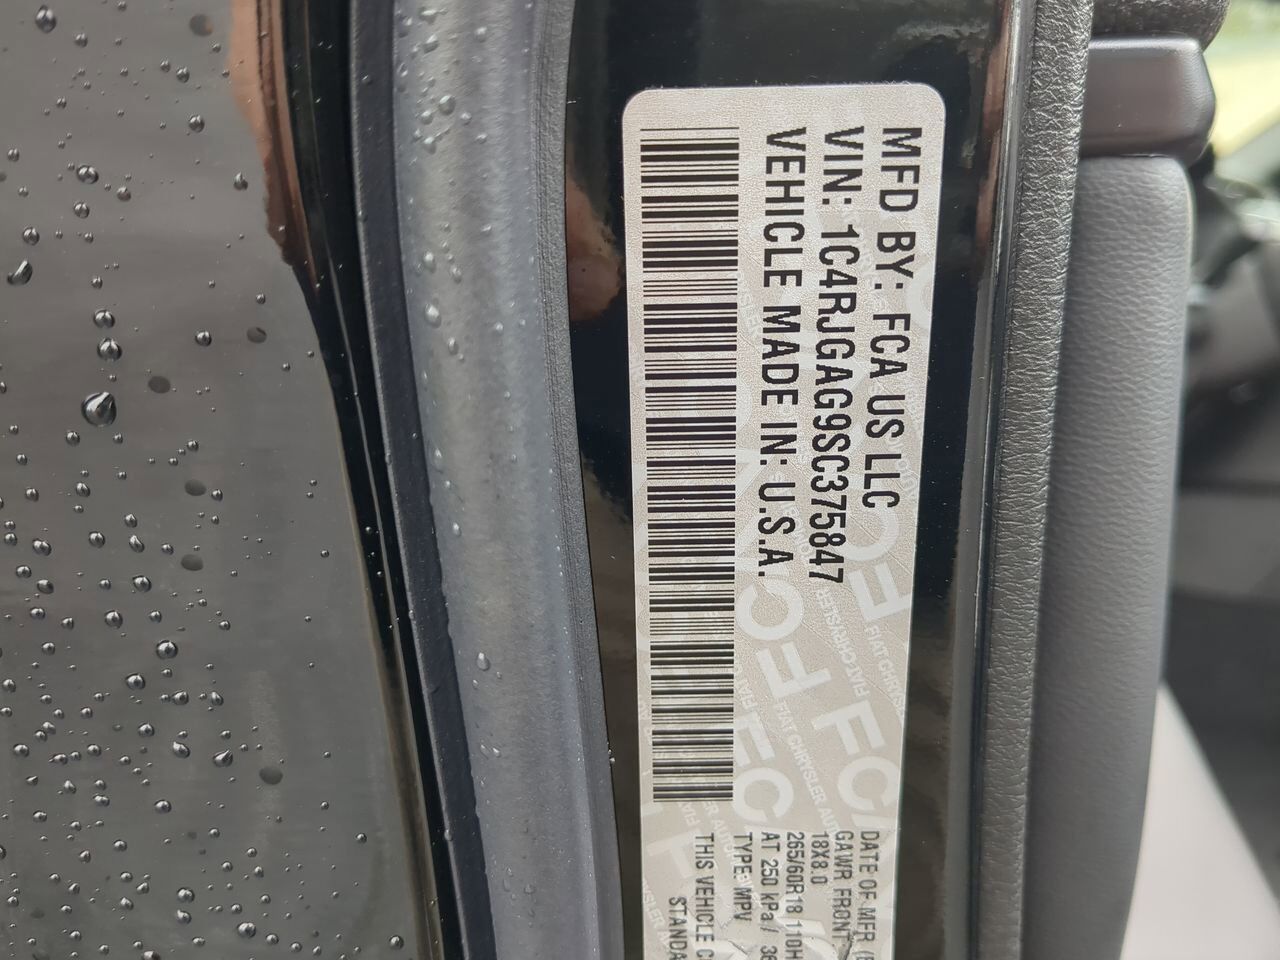 MFD BY: FCA US LLC
VIN: 1C4RJGAG9SC375847
VEHICLE MADE IN: U.S.A.
DATE OF MFR
GAWR FRONT
18X8.0
265/60R18 110H
AT 250 kPa /
TYPE: MPV
THIS VEHICLE